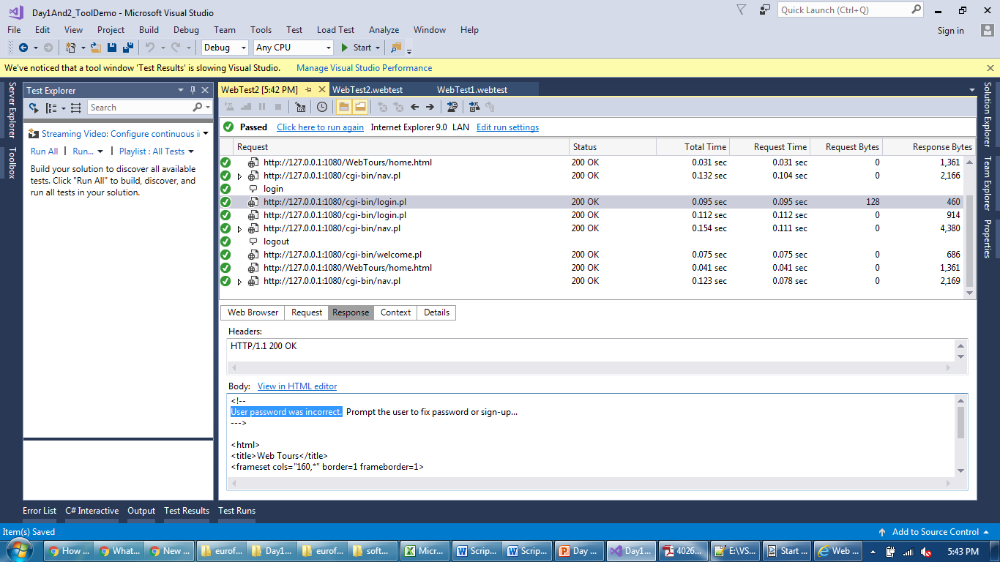 Day1And2_ToolDemo - Microsoft Visual Studio
Quick Launch (Ctrl+Q)
File Edit View Project Build Debug Team Tools Test Load Test Analyze Window Help
Sign in
Debug Any CPU Start
We've noticed that a tool window 'Test Results' is slowing Visual Studio. Manage Visual Studio Performance
Server Explorer
Toolbox
Test Explorer
Search
Streaming Video: Configure continuous i
Run All | Run... | Playlist : All Tests
Build your solution to discover all available
tests. Click "Run All" to build, discover, and
run all tests in your solution.
WebTest2 [5:42 PM] WebTest2.webtest WebTest1.webtest
Passed Click here to run again Internet Explorer 9.0 LAN Edit run settings
Request Status Total Time Request Time Request Bytes Response Bytes
http://127.0.0.1:1080/WebTours/home.html 200 OK 0.031 sec 0.031 sec 0 1,361
http://127.0.0.1:1080/cgi-bin/nav.pl 200 OK 0.132 sec 0.104 sec 0 2,166
login
http://127.0.0.1:1080/cgi-bin/login.pl 200 OK 0.095 sec 0.095 sec 128 460
http://127.0.0.1:1080/cgi-bin/login.pl 200 OK 0.112 sec 0.112 sec 0 914
http://127.0.0.1:1080/cgi-bin/nav.pl 200 OK 0.154 sec 0.111 sec 0 4,380
logout
http://127.0.0.1:1080/cgi-bin/welcome.pl 200 OK 0.075 sec 0.075 sec 0 686
http://127.0.0.1:1080/WebTours/home.html 200 OK 0.041 sec 0.041 sec 0 1,361
http://127.0.0.1:1080/cgi-bin/nav.pl 200 OK 0.123 sec 0.078 sec 0 2,169
Web Browser Request Response Context Details
Headers:
HTTP/1.1 200 OK
Body: View in HTML editor
<!--
User password was incorrect. Prompt the user to fix password or sign-up...
--->
<html>
<title>Web Tours</title>
<frameset cols="160,*" border=1 frameborder=1>
Solution Explorer
Team Explorer
Properties
Error List C# Interactive Output Test Results Test Runs
Item(s) Saved
Add to Source Control
How ... What... New ... eurof... Day1... eurof... soft... Micr... Scrip... Scrip... Day ... Day1... 4026... E:\VS... Start ... Web ... 5:43 PM